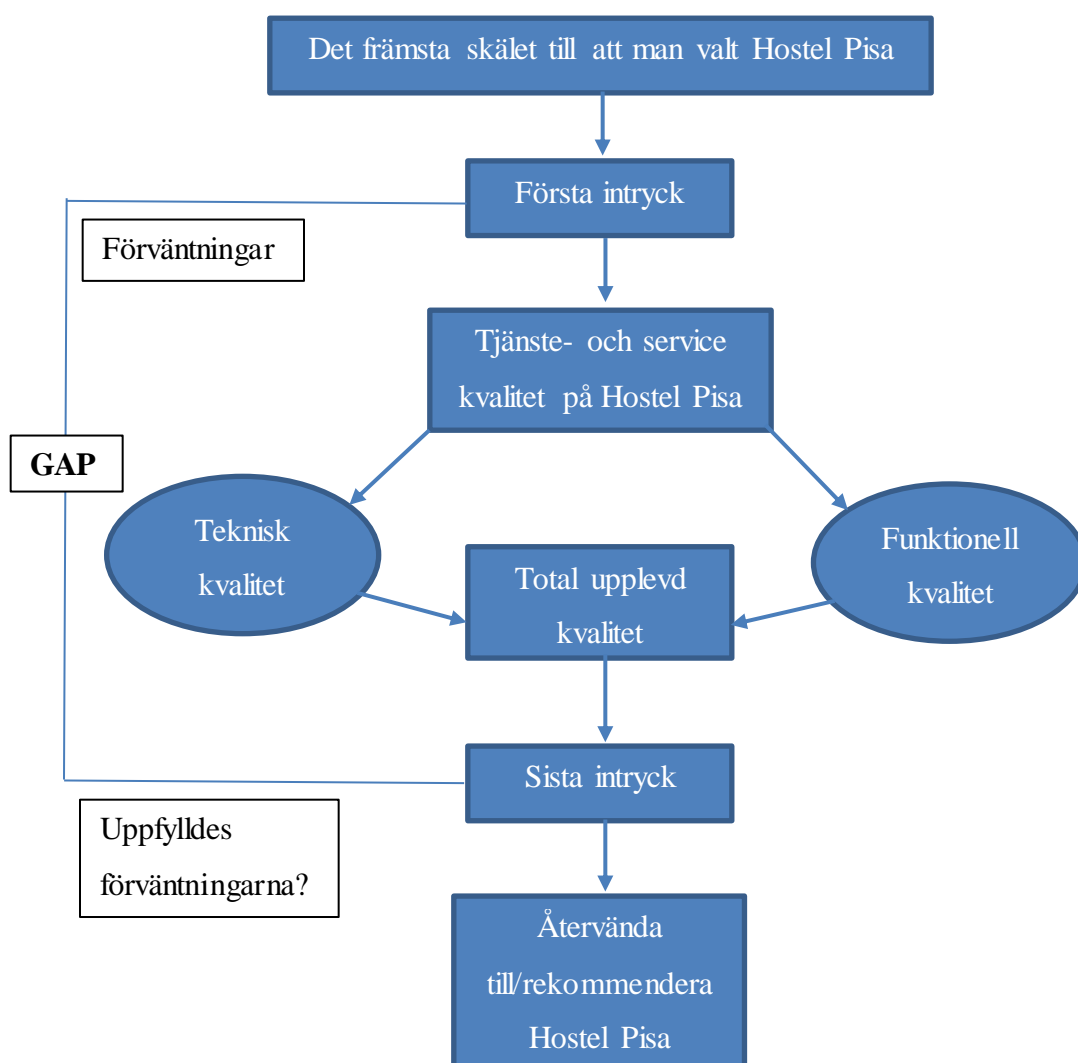 Det främsta skälet till att man valt Hostel Pisa
Första intryck
Förväntningar
Tjänste- och service
kvalitet på Hostel Pisa
GAP
Teknisk
kvalitet
Funktionell
kvalitet
Total upplevd
kvalitet
Sista intryck
Uppfylldes
förväntningarna?
Återvända
till/rekommendera
Hostel Pisa